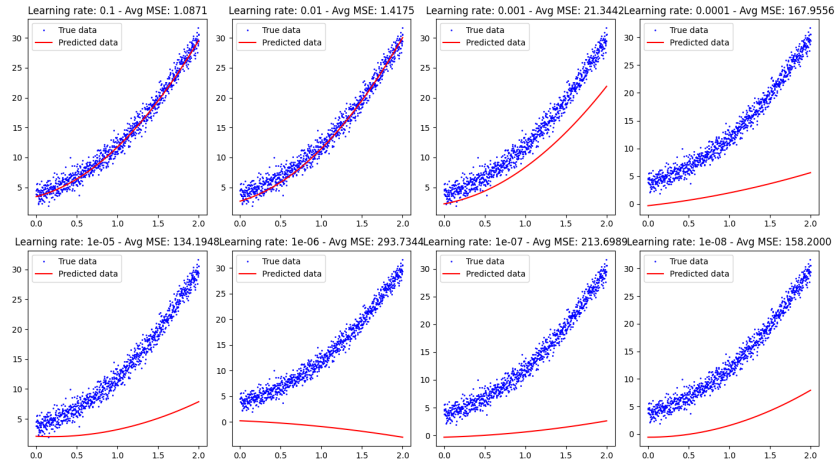 Learning rate: 0.1 - Avg MSE: 1.0871
True data
Predicted data
30
25
20
15
10
5
0.0 0.5 1.0 1.5 2.0
Learning rate: 0.01 - Avg MSE: 1.4175
True data
Predicted data
30
25
20
15
10
5
0.0 0.5 1.0 1.5 2.0
Learning rate: 0.001 - Avg MSE: 21.3442
True data
Predicted data
30
25
20
15
10
5
0.0 0.5 1.0 1.5 2.0
Learning rate: 0.0001 - Avg MSE: 167.9556
True data
Predicted data
30
25
20
15
10
5
0
0.0 0.5 1.0 1.5 2.0
Learning rate: 1e-05 - Avg MSE: 134.1948
True data
Predicted data
30
25
20
15
10
5
0.0 0.5 1.0 1.5 2.0
Learning rate: 1e-06 - Avg MSE: 293.7344
True data
Predicted data
30
25
20
15
10
5
0
0.0 0.5 1.0 1.5 2.0
Learning rate: 1e-07 - Avg MSE: 213.6989
True data
Predicted data
30
25
20
15
10
5
0
0.0 0.5 1.0 1.5 2.0
Learning rate: 1e-08 - Avg MSE: 158.2000
True data
Predicted data
30
25
20
15
10
5
0
0.0 0.5 1.0 1.5 2.0